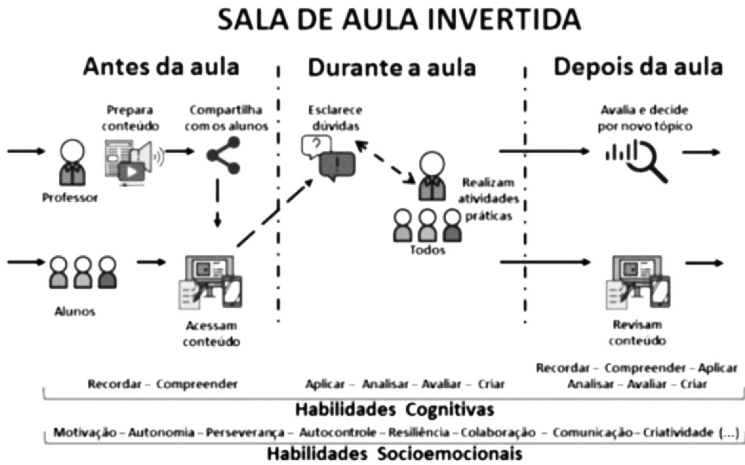 SALA DE AULA INVERTIDA
Antes da aula
Durante a aula
Depois da aula
Prepara
conteúdo
Compartilha
com os alunos
Professor
Alunos
Acessam
conteúdo
Esclarece
dúvidas
?
!
Realizam
atividades
práticas
Todos
Avalia e decide
por novo tópico
Revisam
conteúdo
Recordar – Compreender
Aplicar – Analisar – Avaliar – Criar
Recordar – Compreender – Aplicar
Analisar – Avaliar – Criar
Habilidades Cognitivas
Motivação – Autonomia – Perseverança – Autocontrole – Resiliência – Colaboração – Comunicação – Criatividade (...)
Habilidades Socioemocionais